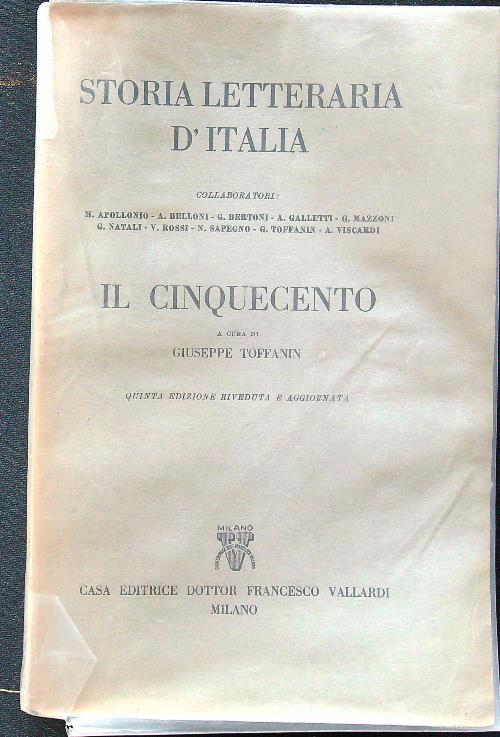 STORIA LETTERARIA
D'ITALIA
COLLABORATORI:
M. APOLLONIO - A. BELLONI - G. BERTONI - A. GALLETTI - G. MAZZONI
G. NATALI - V. ROSSI - N. SAPEGNO - G. TOFFANIN - A. VISCARDI
IL CINQUECENTO
A CURA DI
GIUSEPPE TOFFANIN
QUINTA EDIZIONE RIVEDUTA E AGGIORNATA
MILANO
CASA EDITRICE DOTTOR FRANCESCO VALLARDI
MILANO